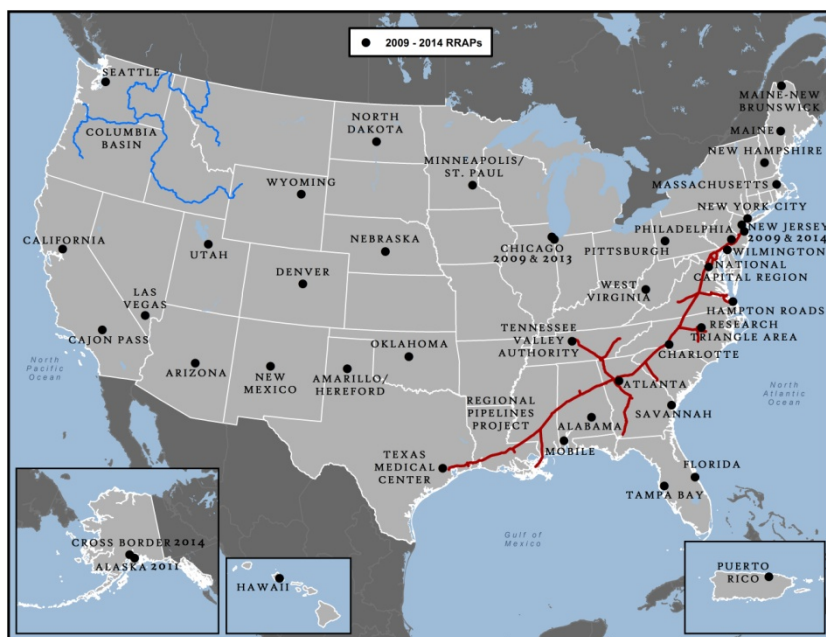 2009 - 2014 RRAPs
SEATTLE
COLUMBIA
BASIN
NORTH
DAKOTA
MAINE-NEW
BRUNSWICK
MAINE
NEW HAMPSHIRE
MINNEAPOLIS/
ST. PAUL
MASSACHUSETTS
WYOMING
NEW YORK CITY
CALIFORNIA
UTAH
NEBRASKA
CHICAGO
2009 & 2013
PHILADELPHIA
PITTSBURGH
NEW JERSEY
2009 & 2014
WILMINGTON
NATIONAL
CAPITAL REGION
DENVER
WEST
VIRGINIA
LAS
VEGAS
HAMPTON ROADS
CAJON PASS
TENNESSEE
VALLEY
AUTHORITY
RESEARCH
TRIANGLE AREA
OKLAHOMA
CHARLOTTE
North
Pacific
Ocean
ARIZONA
NEW
MEXICO
AMARILLO/
HEREFORD
ATLANTA
North
Atlantic
Ocean
REGIONAL
PIPELINES
PROJECT
SAVANNAH
ALABAMA
TEXAS
MEDICAL
CENTER
MOBILE
FLORIDA
TAMPA BAY
Gulf of
Mexico
CROSS BORDER 2014
ALASKA 2011
HAWAII
PUERTO
RICO